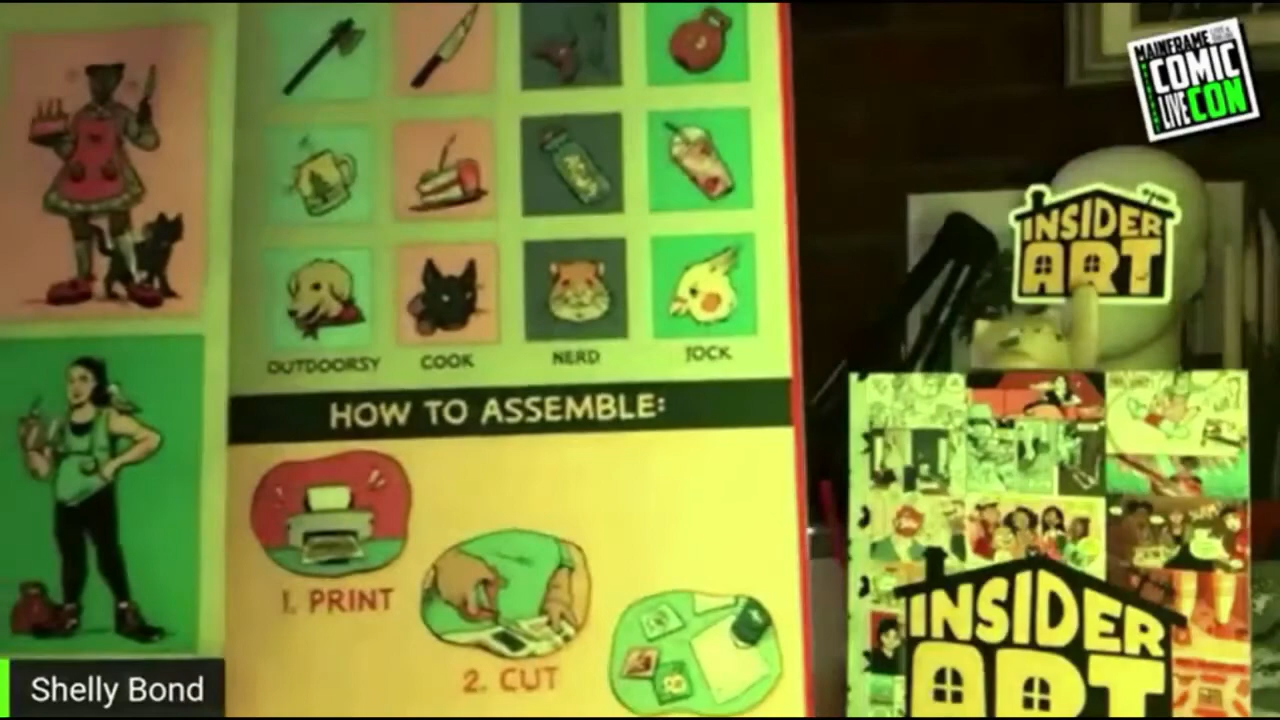 MAINFRAME
COMIC
LIVE CON
INSIDER
ART
OUTDOORSY
COOK
NERD
JOCK
HOW TO ASSEMBLE:
1. PRINT
2. CUT
INSIDER
ART
Shelly Bond